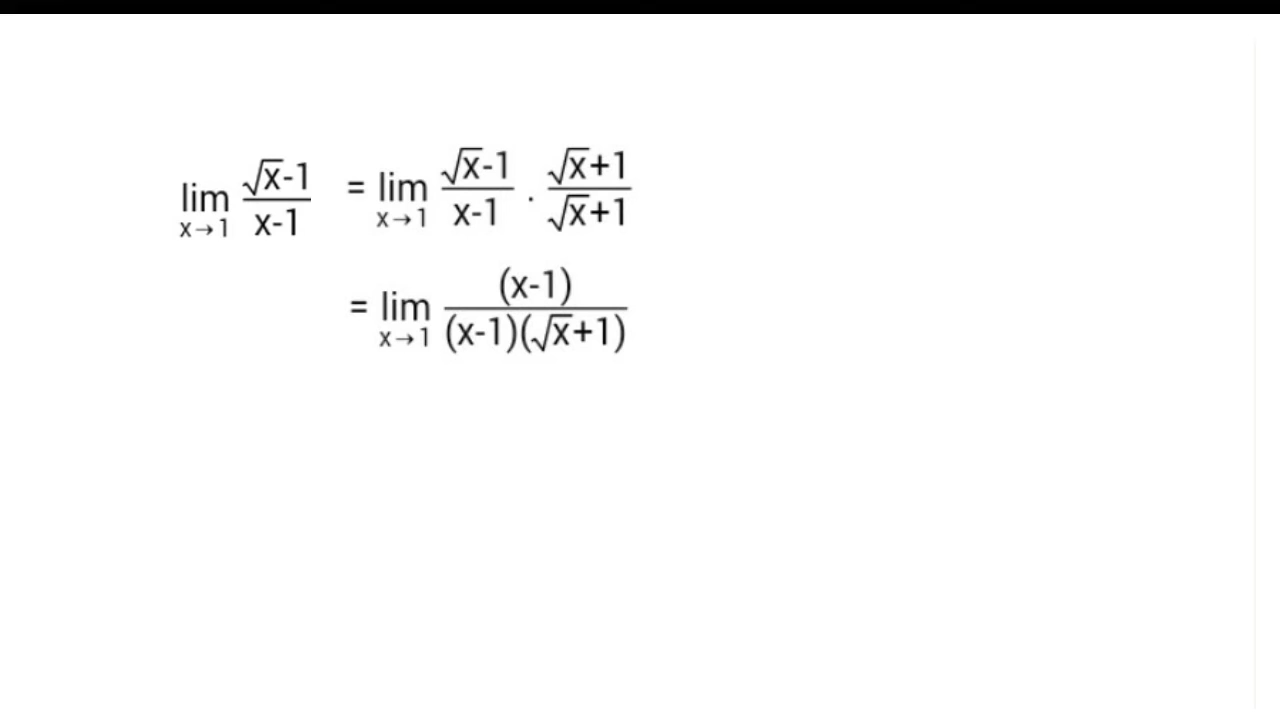 lim x→1 (√x-1)/(x-1) = lim x→1 (√x-1)/(x-1) . (√x+1)/(√x+1)
= lim x→1 (x-1)/((x-1)(√x+1))